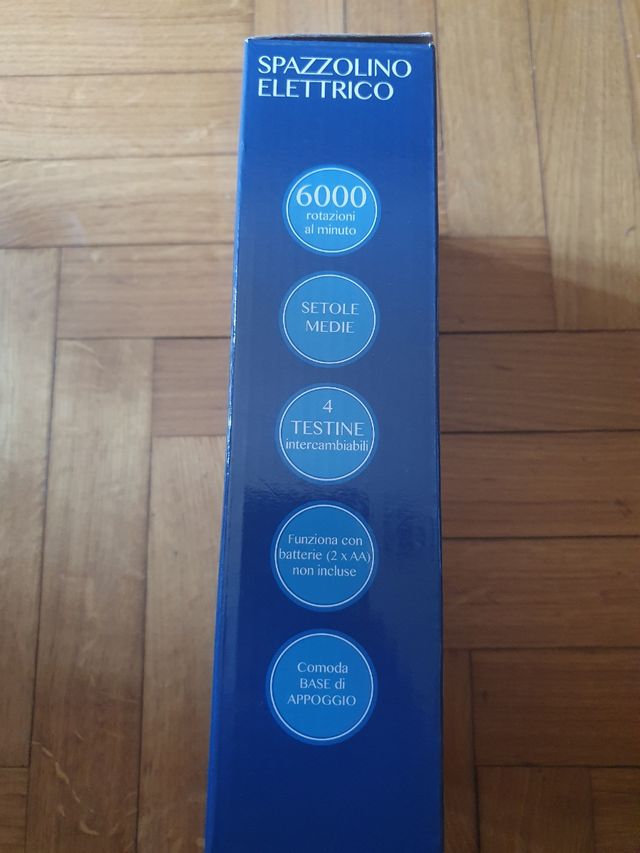 SPAZZOLINO
ELETTRICO
6000
rotazioni
al minuto
SETOLE
MEDIE
4
TESTINE
intercambiabili
Funziona con
batterie (2 x AA)
non incluse
Comoda
BASE di
APPOGGIO